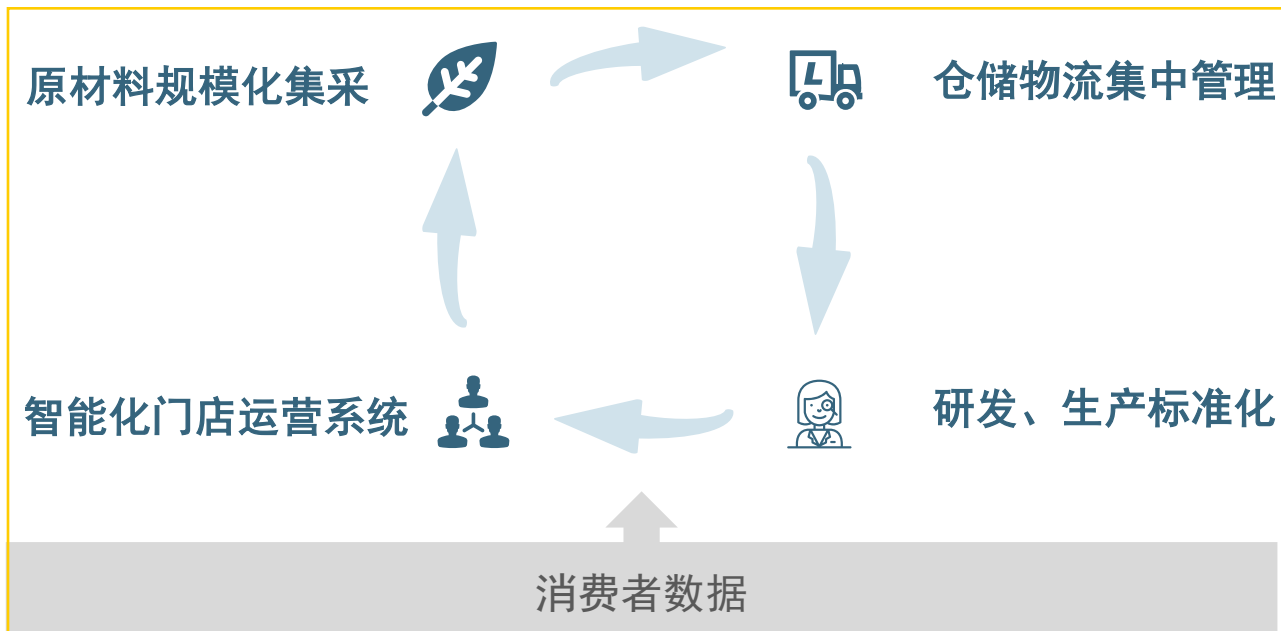 原材料规模化集采
L
仓储物流集中管理
智能化门店运营系统
研发、生产标准化
消费者数据